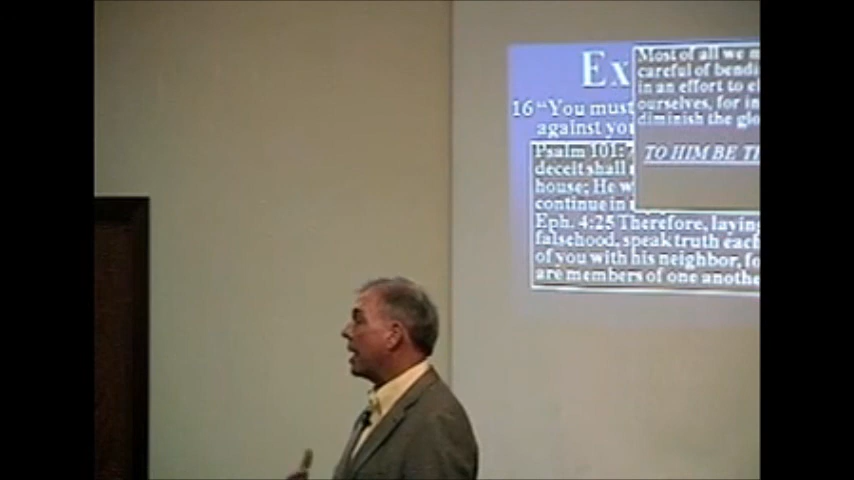 Ex
16 “You must
against you
Psalm 101:7
deceit shall
house; He w
continue in
Eph. 4:25 Therefore, laying
falsehood, speak truth each
of you with his neighbor, fo
are members of one anothe
Most of all we m
careful of bendi
in an effort to el
ourselves, for in
diminish the glo
TO HIM BE TH